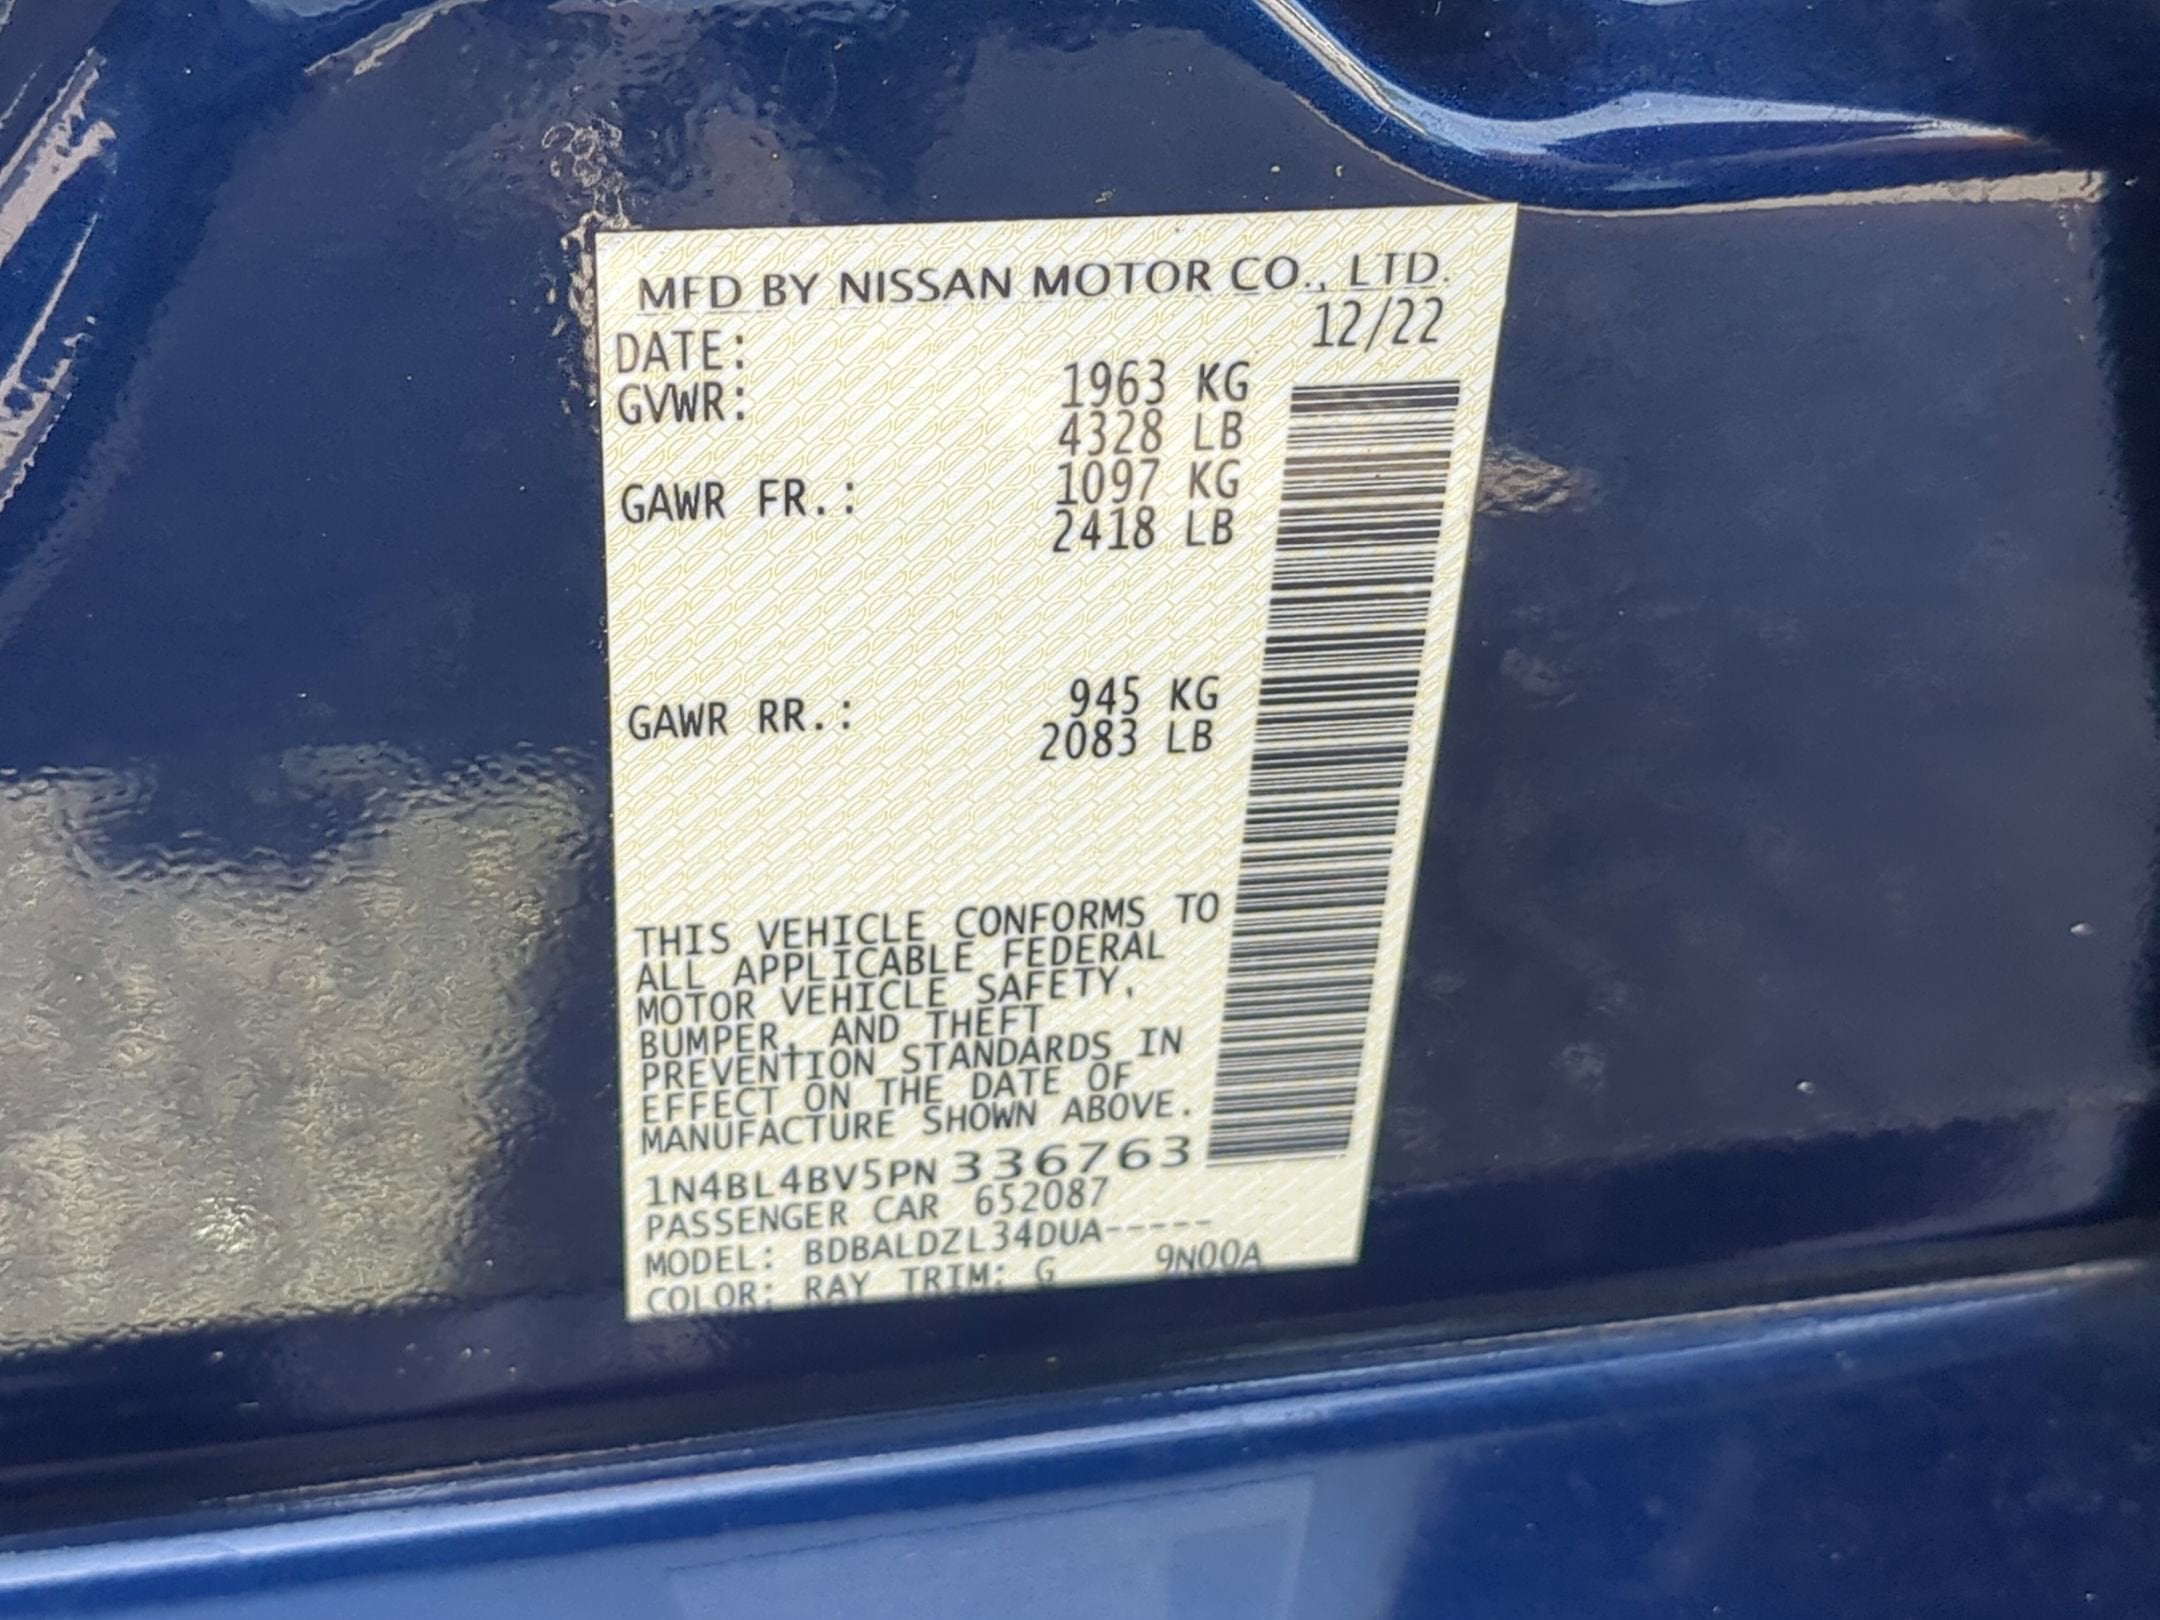 MFD BY NISSAN MOTOR CO., LTD.
DATE: 12/22
GVWR: 1963 KG
4328 LB
GAWR FR.: 1097 KG
2418 LB
GAWR RR.: 945 KG
2083 LB
THIS VEHICLE CONFORMS TO
ALL APPLICABLE FEDERAL
MOTOR VEHICLE SAFETY,
BUMPER, AND THEFT
PREVENTION STANDARDS IN
EFFECT ON THE DATE OF
MANUFACTURE SHOWN ABOVE.
1N4BL4BV5PN336763
PASSENGER CAR 652087
MODEL: BDBALDZL34DUA-----
COLOR: RAY TRIM: G 9N00A